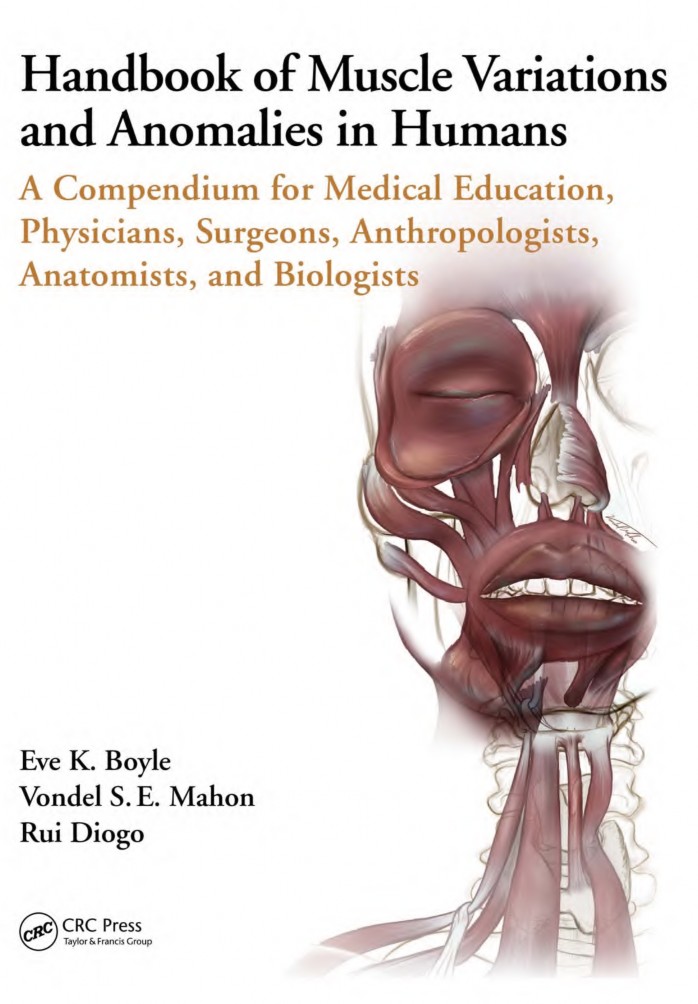 Handbook of Muscle Variations
and Anomalies in Humans
A Compendium for Medical Education,
Physicians, Surgeons, Anthropologists,
Anatomists, and Biologists
Eve K. Boyle
Vondel S. E. Mahon
Rui Diogo
CRC
CRC Press
Taylor & Francis Group